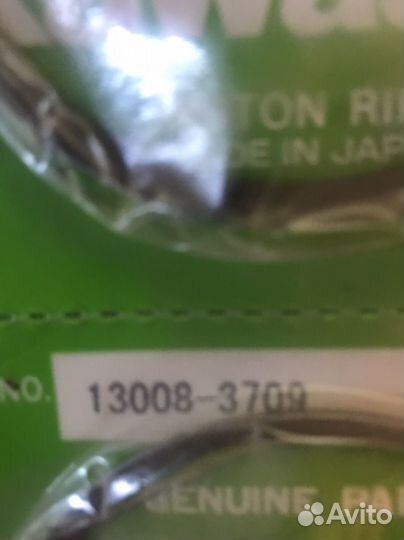 TON RI
DE IN JAP
NO. 13008-3709
GENUINE PA
Avito